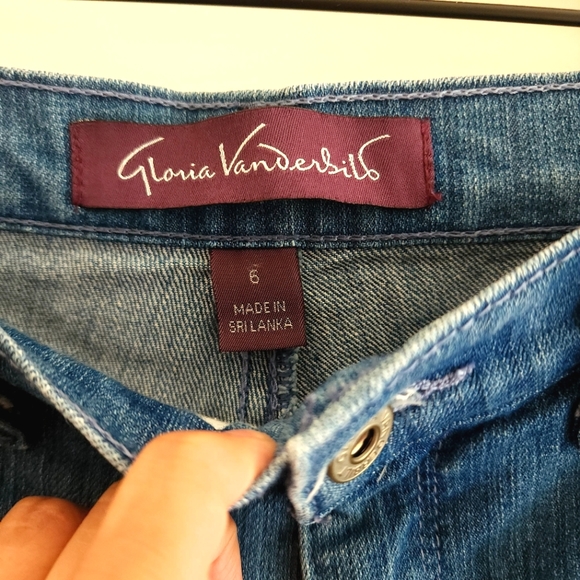 Gloria Vanderbilt
6
MADE IN
SRI LANKA